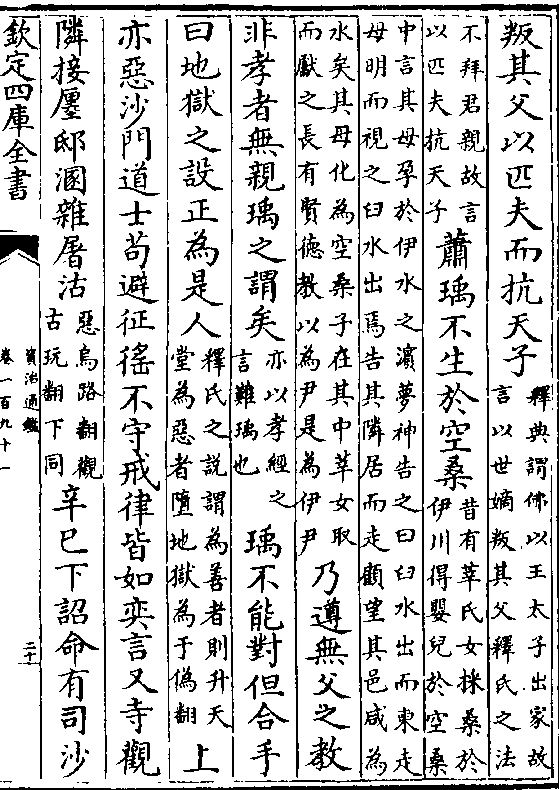 叛其父以匹夫而抗天子釋典謂佛以王太子出家故言以世嫡叛其父釋氏之法
不拜君親故言以匹夫抗天子蕭瑀不生於空桑昔有莘氏女採桑於伊川得嬰兒於空桑
中言其母孕於伊水之濵夢神告之曰臼水出而東走母明而視之臼水出焉告其隣居而走顧望其邑咸為
水矣其母化為空桑子在其中莘女取而獻之長有賢德教以為尹是為伊尹乃遵無父之教
非孝者無親瑀之謂矣亦以孝經之言難瑀也瑀不能對但合手
曰地獄之設正為是人釋氏之説謂為善者則升天堂為惡者墮地獄為于偽翻上
亦惡沙門道士苟避征徭不守戒律皆如奕言又寺觀
隣接㕓邸溷雜屠沽惡烏路翻觀古玩翻下同辛巳下詔命有司沙
欽定四庫全書
資治通鑑
卷一百九十一
二十一